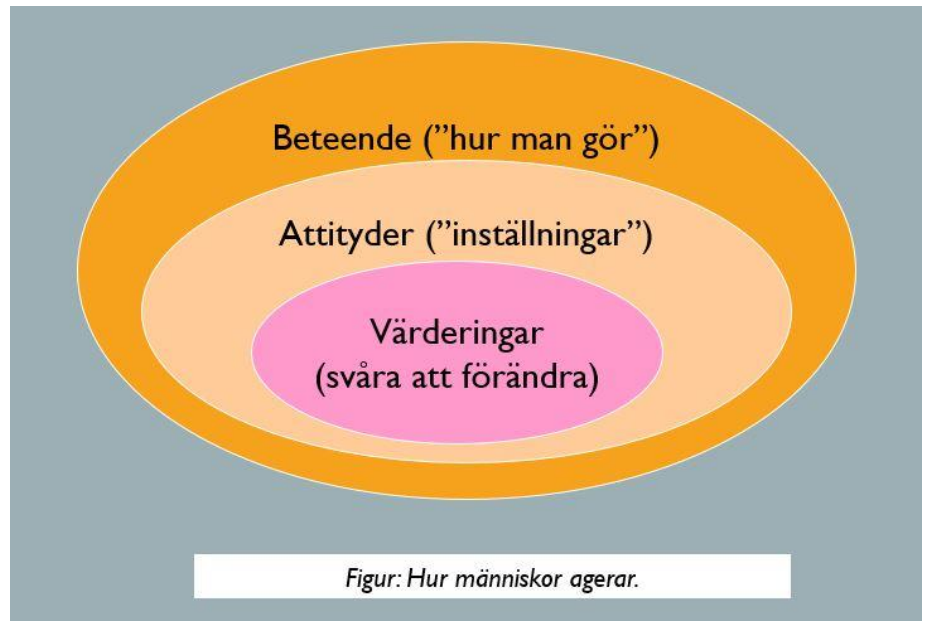 Beteende (”hur man gör”)
Attityder (”inställningar”)
Värderingar
(svåra att förändra)
Figur: Hur människor agerar.